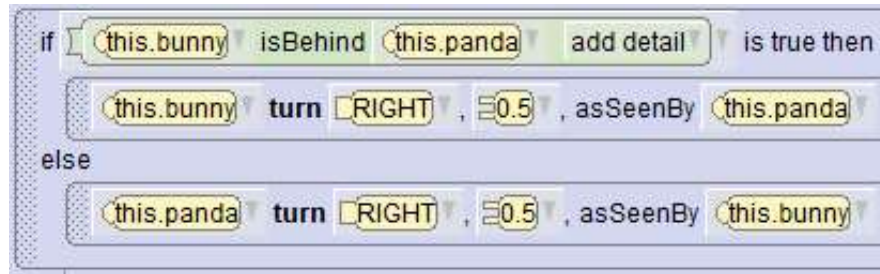 if this.bunny isBehind this.panda add detail is true then
this.bunny turn RIGHT , 0.5 , asSeenBy this.panda
else
this.panda turn RIGHT , 0.5 , asSeenBy this.bunny